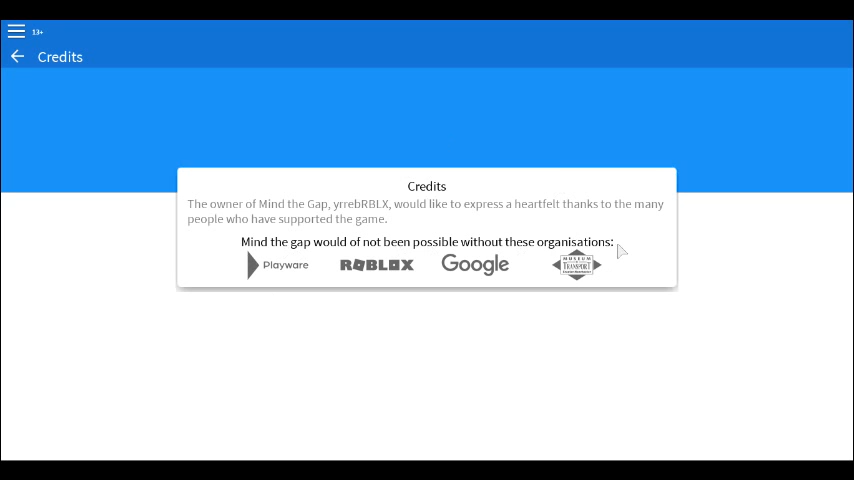 13+
Credits
Credits
The owner of Mind the Gap, yrrebRBLX, would like to express a heartfelt thanks to the many
people who have supported the game.
Mind the gap would of not been possible without these organisations:
Playware ROBLOX Google MUSEUM
TRANSPORT